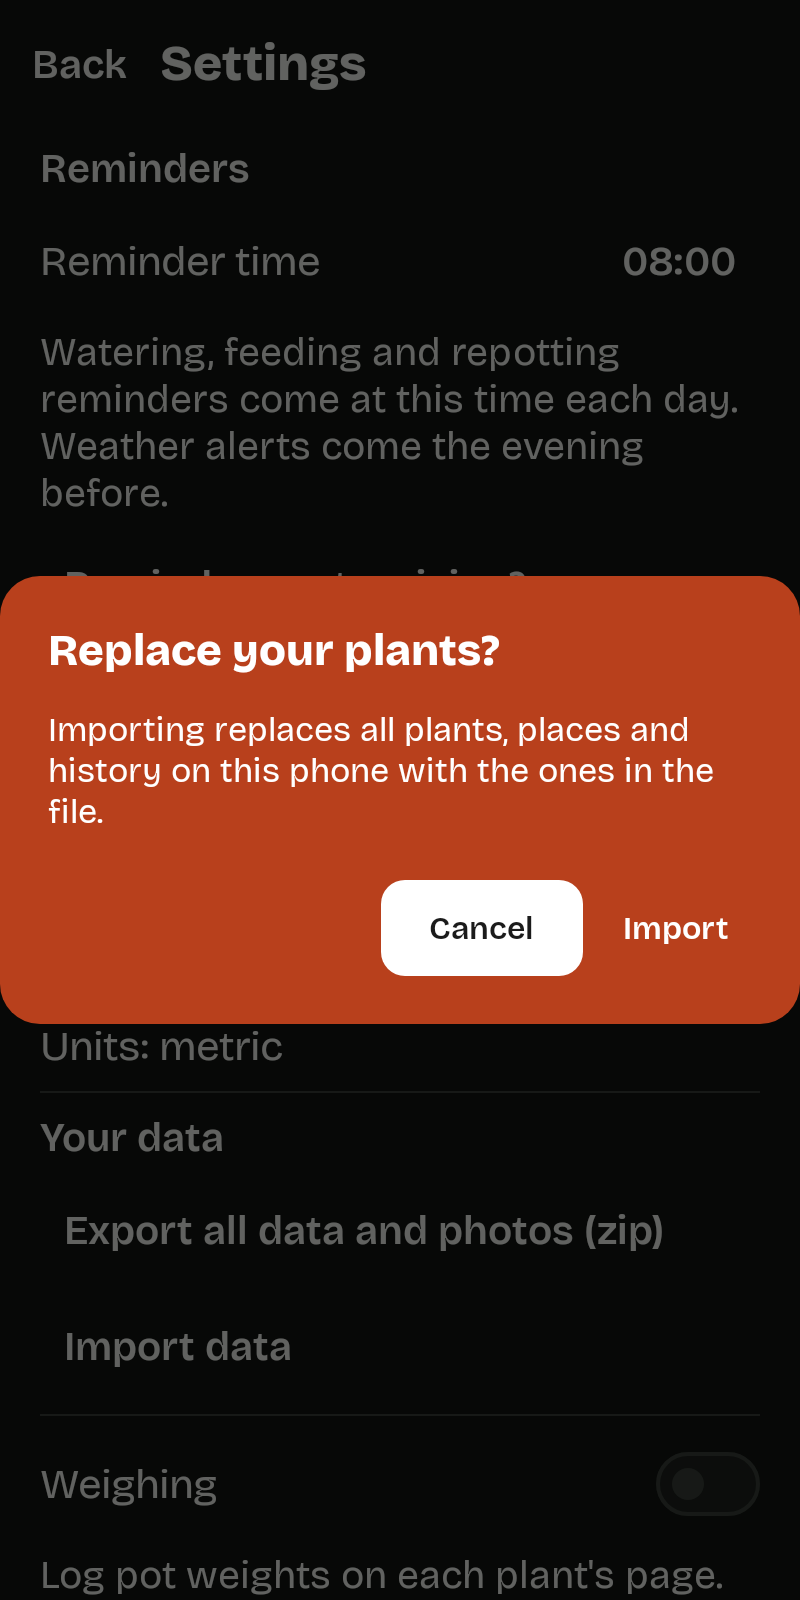 Back Settings
Reminders
Reminder time 08:00
Watering, feeding and repotting
reminders come at this time each day.
Weather alerts come the evening
before.
Replace your plants?
Importing replaces all plants, places and
history on this phone with the ones in the
file.
Cancel Import
Units: metric
Your data
Export all data and photos (zip)
Import data
Weighing
Log pot weights on each plant's page.